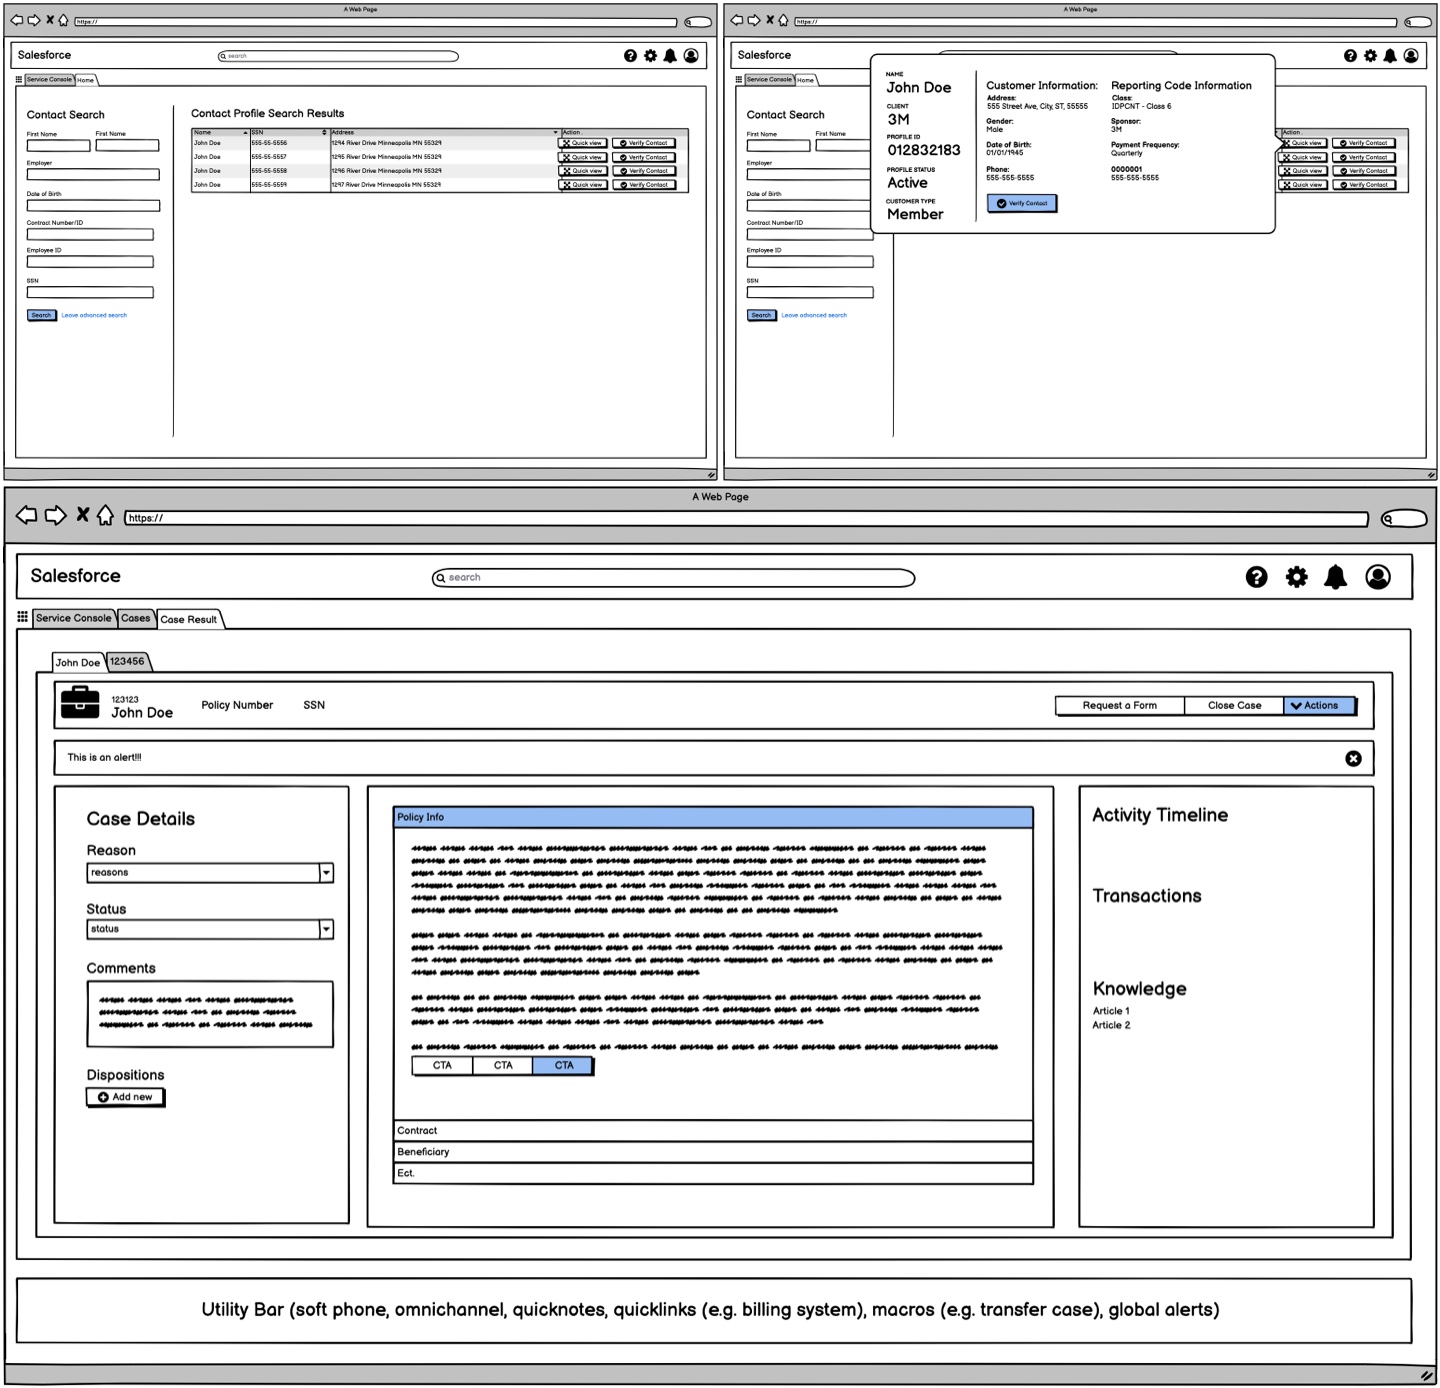 A Web Page
https://
Salesforce
search
Service Console
Home
Contact Search
First Name
First Name
Employer
Date of Birth
Contract Number/ID
Employee ID
SSN
Search
Leave advanced search
Contact Profile Search Results
Name SSN Address Action
John Doe 555-55-5556 1294 River Drive Minneapolis MN 55329 Quick view Verify Contact
John Doe 555-55-5557 1295 River Drive Minneapolis MN 55329 Quick view Verify Contact
John Doe 555-55-5558 1296 River Drive Minneapolis MN 55329 Quick view Verify Contact
John Doe 555-55-5559 1297 River Drive Minneapolis MN 55329 Quick view Verify Contact
A Web Page
https://
Salesforce
Service Console
Home
Contact Search
First Name
First Name
Employer
Date of Birth
Contract Number/ID
Employee ID
SSN
Search
Leave advanced search
NAME
John Doe
CLIENT
3M
PROFILE ID
012832183
PROFILE STATUS
Active
CUSTOMER TYPE
Member
Customer Information:
Address:
555 Street Ave, City, ST, 55555
Gender:
Male
Date of Birth:
01/01/1945
Phone:
555-555-5555
Verify Contact
Reporting Code Information
Class:
IDPCNT - Class 6
Sponsor:
3M
Payment Frequency:
Quarterly
0000001
555-555-5555
Action
Quick view Verify Contact
Quick view Verify Contact
Quick view Verify Contact
Quick view Verify Contact
A Web Page
https://
Salesforce
search
Service Console
Cases
Case Result
John Doe
123456
123123
John Doe
Policy Number
SSN
Request a Form
Close Case
Actions
This is an alert!!!
Case Details
Reason
reasons
Status
status
Comments
Dispositions
Add new
Policy Info
CTA CTA CTA
Contract
Beneficiary
Ect.
Activity Timeline
Transactions
Knowledge
Article 1
Article 2
Utility Bar (soft phone, omnichannel, quicknotes, quicklinks (e.g. billing system), macros (e.g. transfer case), global alerts)